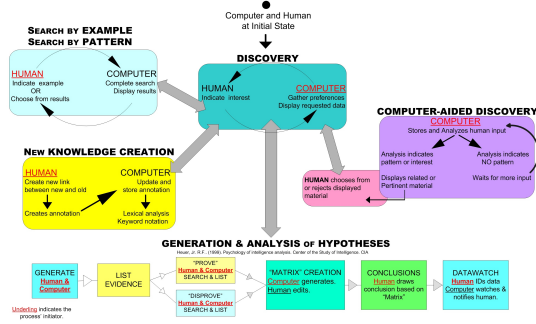 Computer and Human
at Initial State
SEARCH BY EXAMPLE
SEARCH BY PATTERN
HUMAN
Indicate example
OR
Choose from results
COMPUTER
Complete search
Display results
DISCOVERY
HUMAN
Indicate interest
COMPUTER
Gather preferences
Display requested data
COMPUTER-AIDED DISCOVERY
COMPUTER
Stores and Analyzes human input
Analysis indicates
pattern or interest
Analysis indicates
NO pattern
Displays related or
Pertinent material
Waits for more input
HUMAN chooses from
or rejects displayed
material
NEW KNOWLEDGE CREATION
HUMAN
Create new link
between new and old
Creates annotation
COMPUTER
Update and
store annotation
Lexical analysis
Keyword notation
GENERATION & ANALYSIS OF HYPOTHESES
Heuer, Jr. R.F., (1999). Psychology of intelligence analysis. Center of the Study of Intelligence: CIA
GENERATE
Human &
Computer
LIST
EVIDENCE
"PROVE"
Human & Computer
SEARCH & LIST
"DISPROVE"
Human & Computer
SEARCH & LIST
"MATRIX" CREATION
Computer generates.
Human edits.
CONCLUSIONS
Human draws
conclusion based on
"Matrix"
DATAWATCH
Human IDs data
Computer watches &
notifies human.
Underling indicates the
process' initiator.